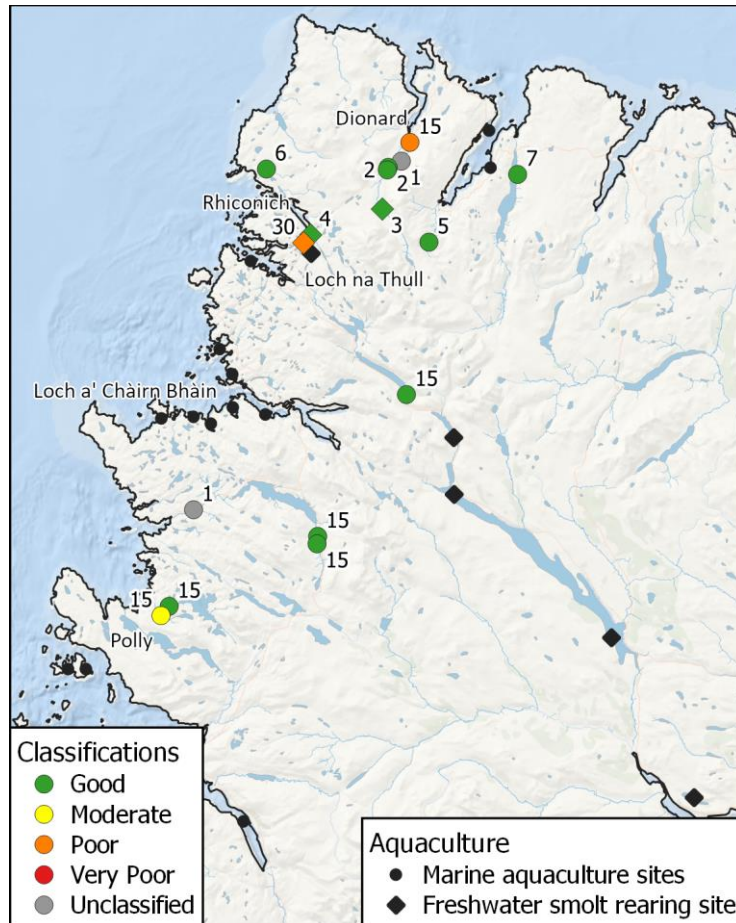 Dionard
15
6
2
1
2
7
Rhiconich
3
4
30
5
Loch na Thull
15
Loch a' Chàirn Bhàin
1
15
15
15
15
Polly
Classifications
Good
Moderate
Poor
Very Poor
Unclassified
Aquaculture
Marine aquaculture sites
Freshwater smolt rearing site